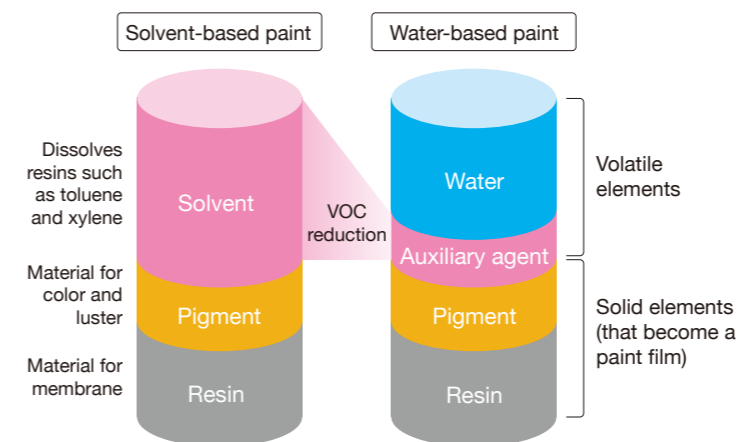 Solvent-based paint
Water-based paint
Dissolves
resins such
as toluene
and xylene
Solvent
VOC
reduction
Water
Auxiliary agent
Volatile
elements
Material for
color and
luster
Pigment
Pigment
Solid elements
(that become a
paint film)
Material for
membrane
Resin
Resin